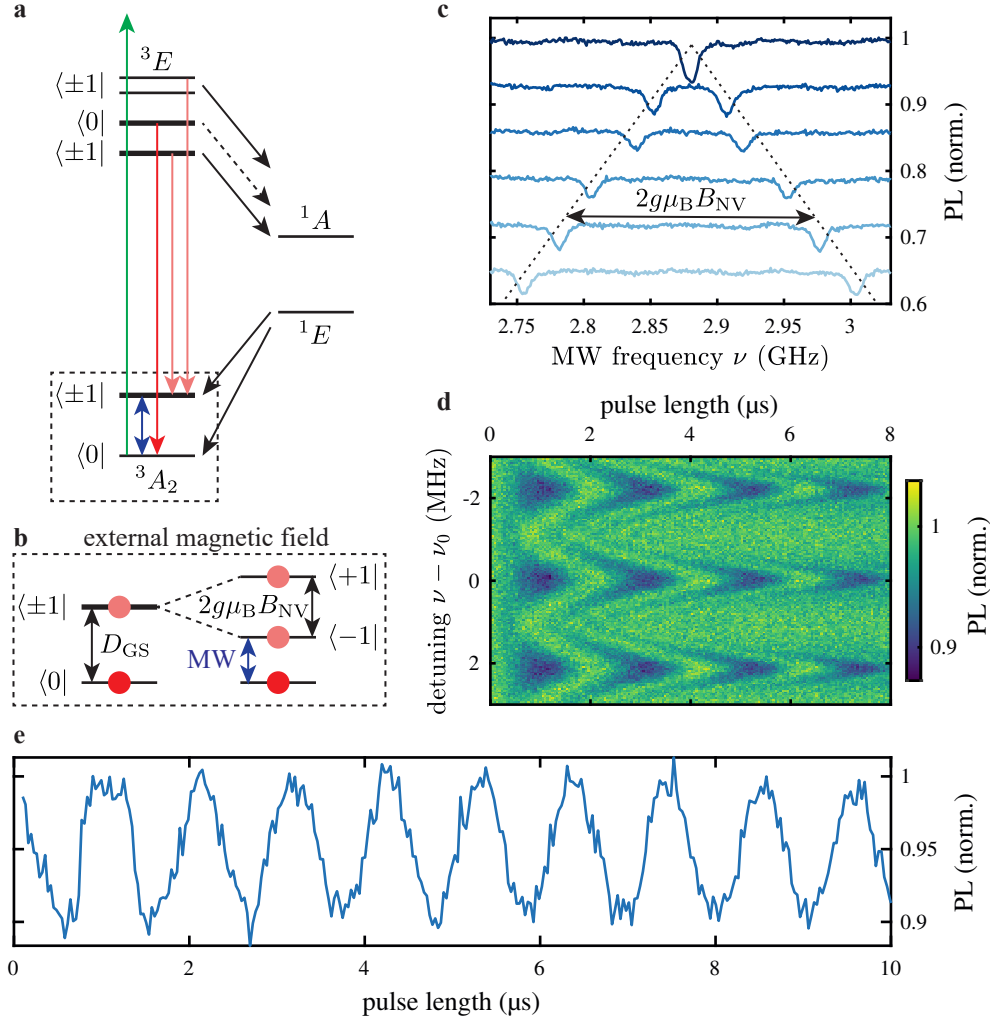 a
³E
⟨±1|
⟨0|
⟨±1|
¹A
¹E
⟨±1|
⟨0|
³A₂
b
external magnetic field
⟨+1|
⟨±1|
2gμ_B B_NV
⟨−1|
D_GS
MW
⟨0|
c
1
0.9
0.8
2gμ_B B_NV
0.7
0.6
PL (norm.)
2.75 2.8 2.85 2.9 2.95 3
MW frequency ν (GHz)
d
pulse length (μs)
0 2 4 6 8
-2
0
2
detuning ν − ν₀ (MHz)
1
0.9
PL (norm.)
e
1
0.95
0.9
PL (norm.)
0 2 4 6 8 10
pulse length (μs)